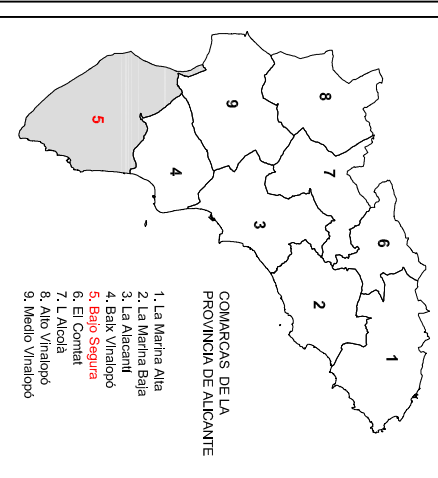 COMARCAS DE LA
PROVINCIA DE ALICANTE
1. La Marina Alta
2. La Marina Baja
3. La Alacantí
4. Baix Vinalopó
5. Bajo Segura
6. El Comtat
7. L Alcoià
8. Alto Vinalopó
9. Medio Vinalopó
1
2
3
4
5
6
7
8
9